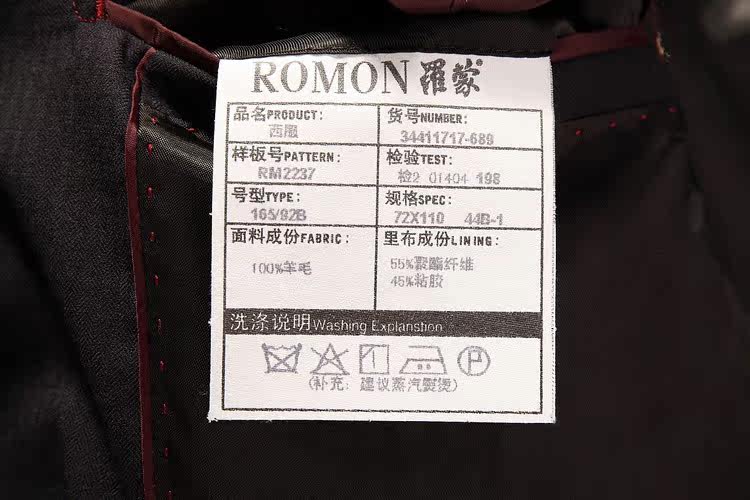 ROMON 羅蒙
品名PRODUCT:
西服
货号NUMBER:
34411717-689
样板号PATTERN:
RM2237
检验TEST:
检2 01404 198
号型TYPE:
165/92B
规格SPEC:
72X110 44B-1
面料成份FABRIC:
100%羊毛
里布成份LINING:
55%聚酯纤维
45%粘胶
洗涤说明Washing Explanstion
P
(补充: 建议蒸汽熨烫)